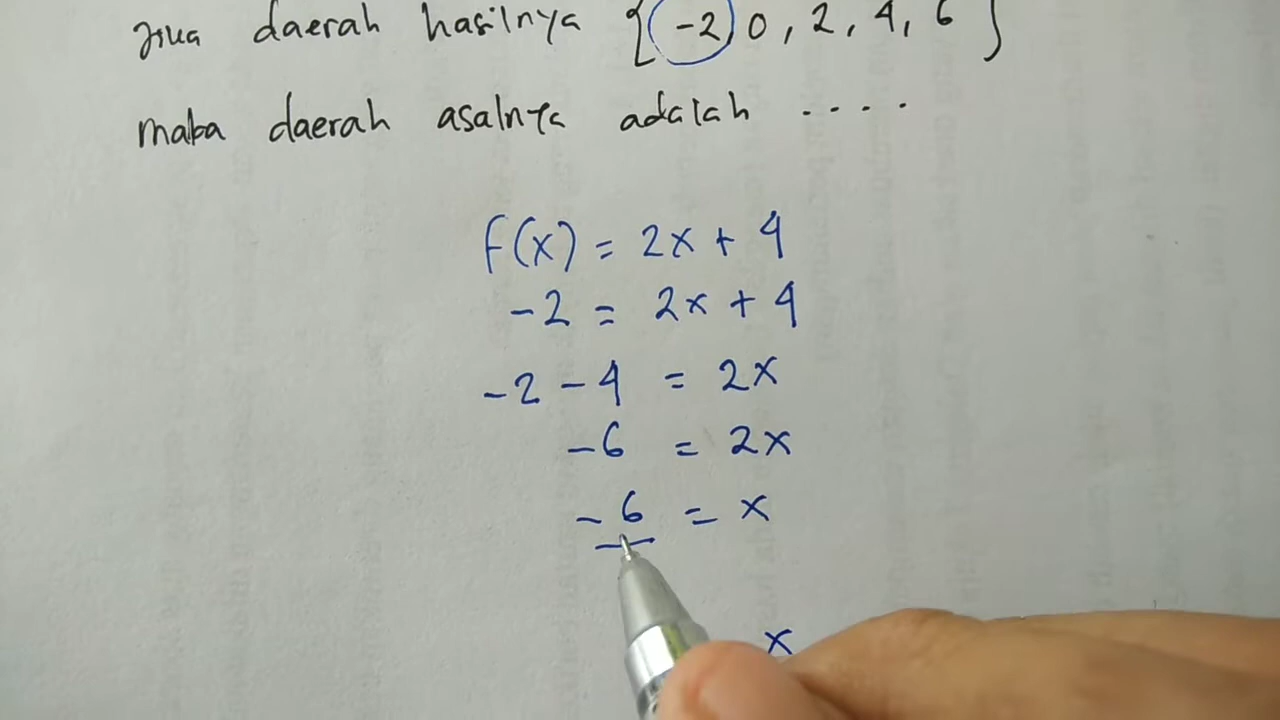 Jika daerah hasilnya {-2, 0, 2, 4, 6}
maka daerah asalnya adalah ....
f(x) = 2x + 4
-2 = 2x + 4
-2 - 4 = 2x
-6 = 2x
-6 = x
x